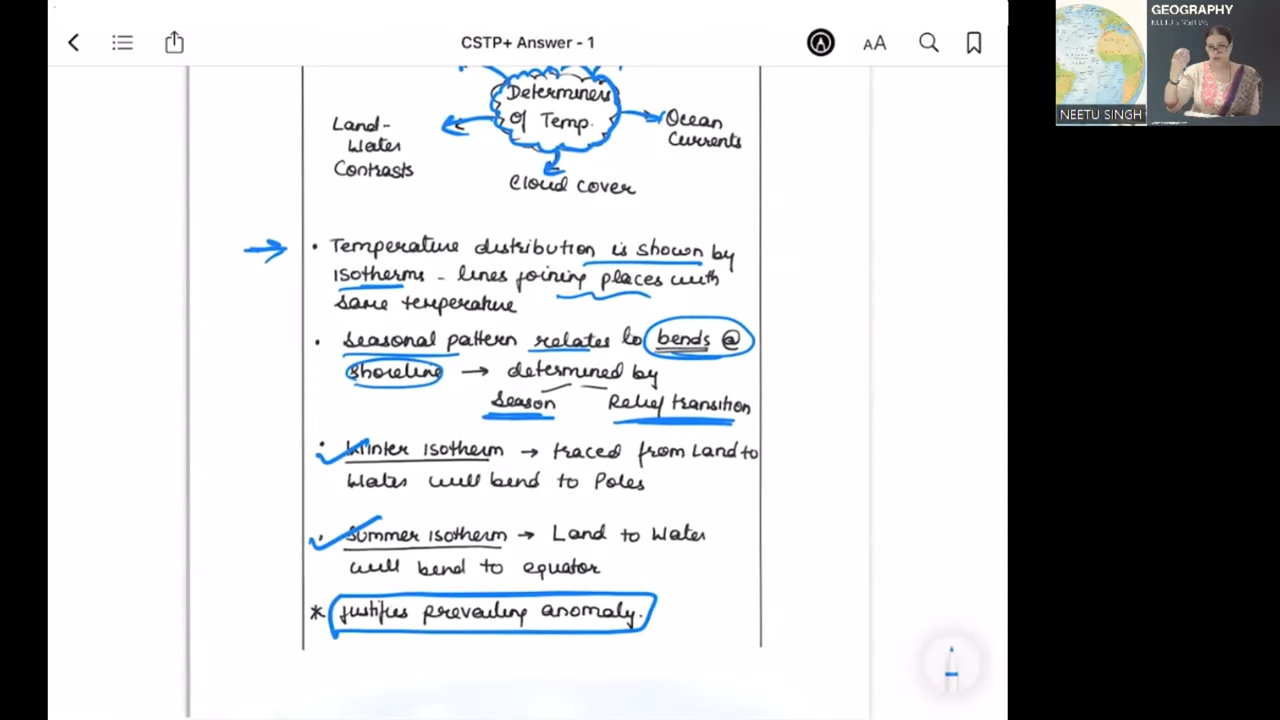 CSTP+ Answer - 1
AA
GEOGRAPHY
NEETU SINGH
Determiners
of Temp.
Land-
Water
Contrasts
Ocean
Currents
Cloud cover
• Temperature distribution is shown by
isotherms - lines joining places with
same temperature
• Seasonal pattern relates to bends @
shoreline → determined by
Season Relief transition
• Winter isotherm → traced from Land to
Water will bend to Poles
• Summer isotherm → Land to Water
will bend to equator
* justifies prevailing anomaly.